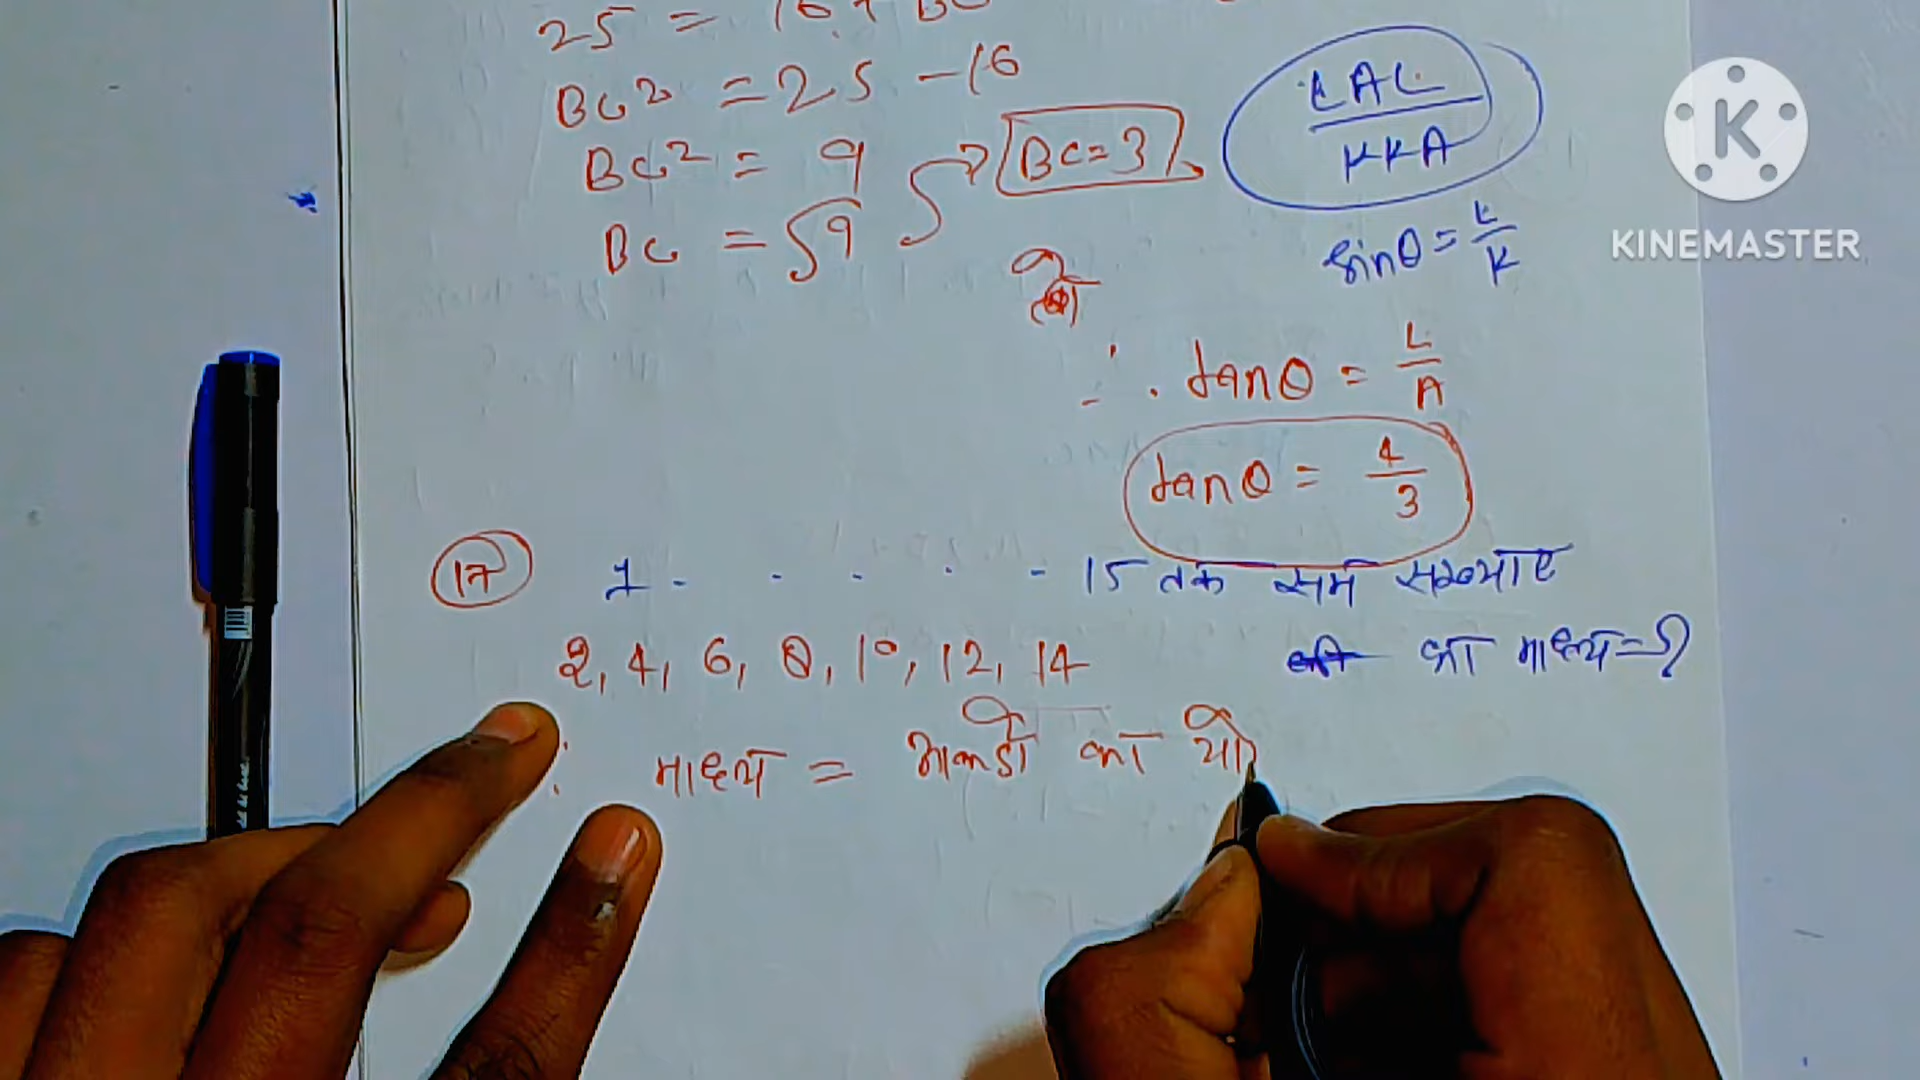 25 = 16 + BC
BC² = 25 - 16
BC² = 9
BC = 3
BC = √9
LAL
KKA
sinθ = L/K
KINEMASTER
∴ tanθ = L/A
tanθ = 4/3
17 1 - - - - - 15 तक सम संख्याए
का माध्य = ?
2, 4, 6, 8, 10, 12, 14
∴ माध्य = आकडो का यो